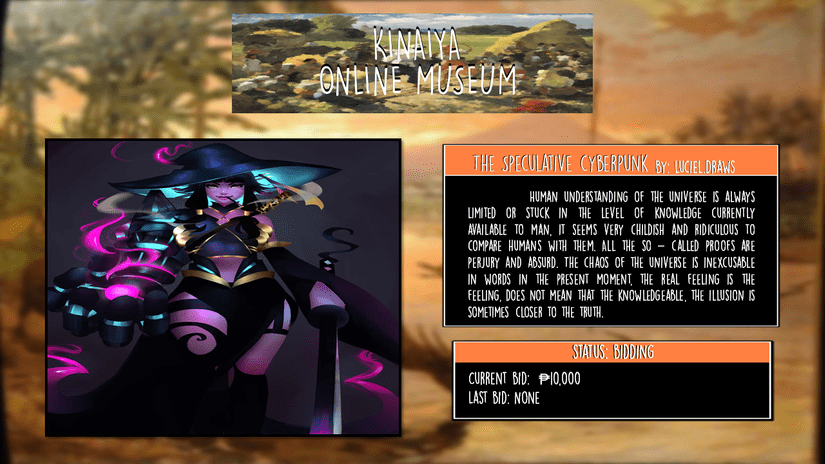 KINAIYA
ONLINE MUSEUM
THE SPECULATIVE CYBERPUNK BY: LUCIEL.DRAWS
HUMAN UNDERSTANDING OF THE UNIVERSE IS ALWAYS
LIMITED OR STUCK IN THE LEVEL OF KNOWLEDGE CURRENTLY
AVAILABLE TO MAN. IT SEEMS VERY CHILDISH AND RIDICULOUS TO
COMPARE HUMANS WITH THEM. ALL THE SO - CALLED PROOFS ARE
PERJURY AND ABSURD. THE CHAOS OF THE UNIVERSE IS INEXCUSABLE
IN WORDS IN THE PRESENT MOMENT. THE REAL FEELING IS THE
FEELING, DOES NOT MEAN THAT THE KNOWLEDGEABLE, THE ILLUSION IS
SOMETIMES CLOSER TO THE TRUTH.
STATUS: BIDDING
CURRENT BID: ₱10,000
LAST BID: NONE